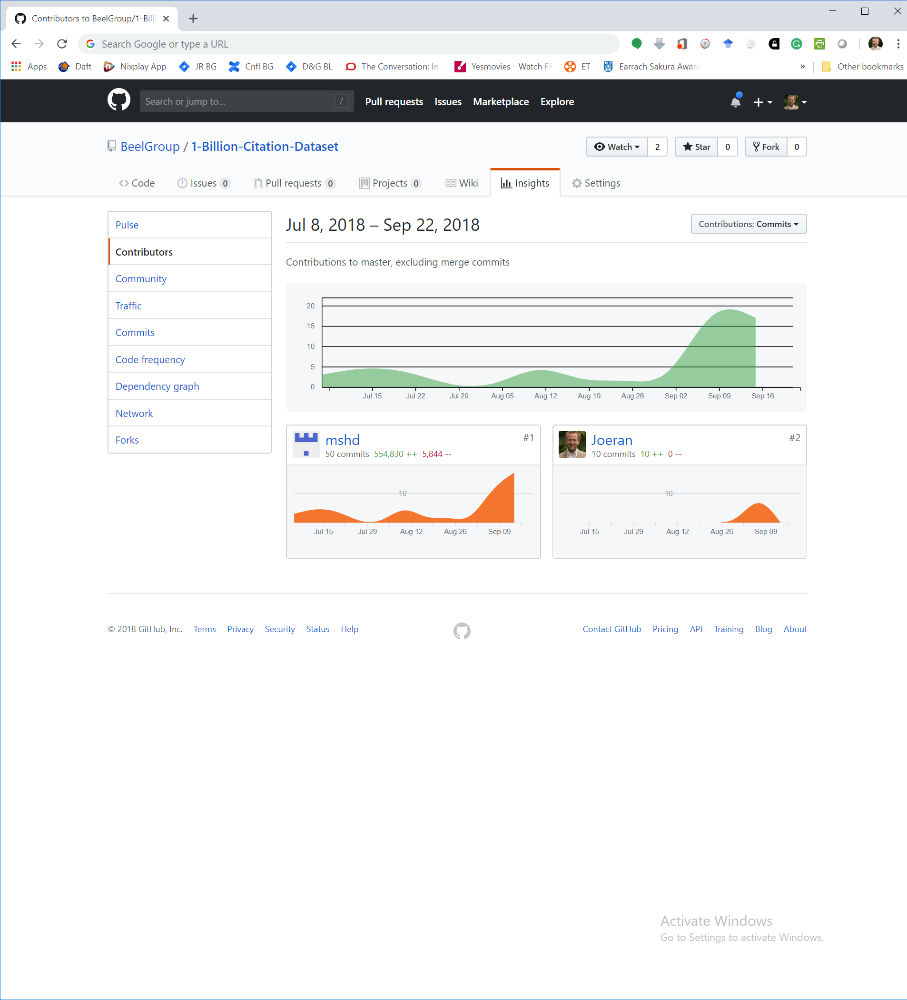 Contributors to BeelGroup/1-Bill
Search Google or type a URL
Apps Daft Nixplay App JR BG Cnfl BG D&G BL The Conversation: In- Yesmovies - Watch FR ET Earrach Sakura Award » Other bookmarks
Search or jump to... / Pull requests Issues Marketplace Explore
BeelGroup / 1-Billion-Citation-Dataset Watch 2 Star 0 Fork 0
Code Issues 0 Pull requests 0 Projects 0 Wiki Insights Settings
Pulse
Contributors
Community
Traffic
Commits
Code frequency
Dependency graph
Network
Forks
Jul 8, 2018 – Sep 22, 2018 Contributions: Commits
Contributions to master, excluding merge commits
20
15
10
5
0
Jul 15 Jul 22 Jul 29 Aug 05 Aug 12 Aug 19 Aug 26 Sep 02 Sep 09 Sep 16
mshd #1
50 commits 554,830 ++ 5,844 --
10
Jul 15 Jul 29 Aug 12 Aug 26 Sep 09
Joeran #2
10 commits 10 ++ 0 --
10
Jul 15 Jul 29 Aug 12 Aug 26 Sep 09
© 2018 GitHub, Inc. Terms Privacy Security Status Help Contact GitHub Pricing API Training Blog About
Activate Windows
Go to Settings to activate Windows.